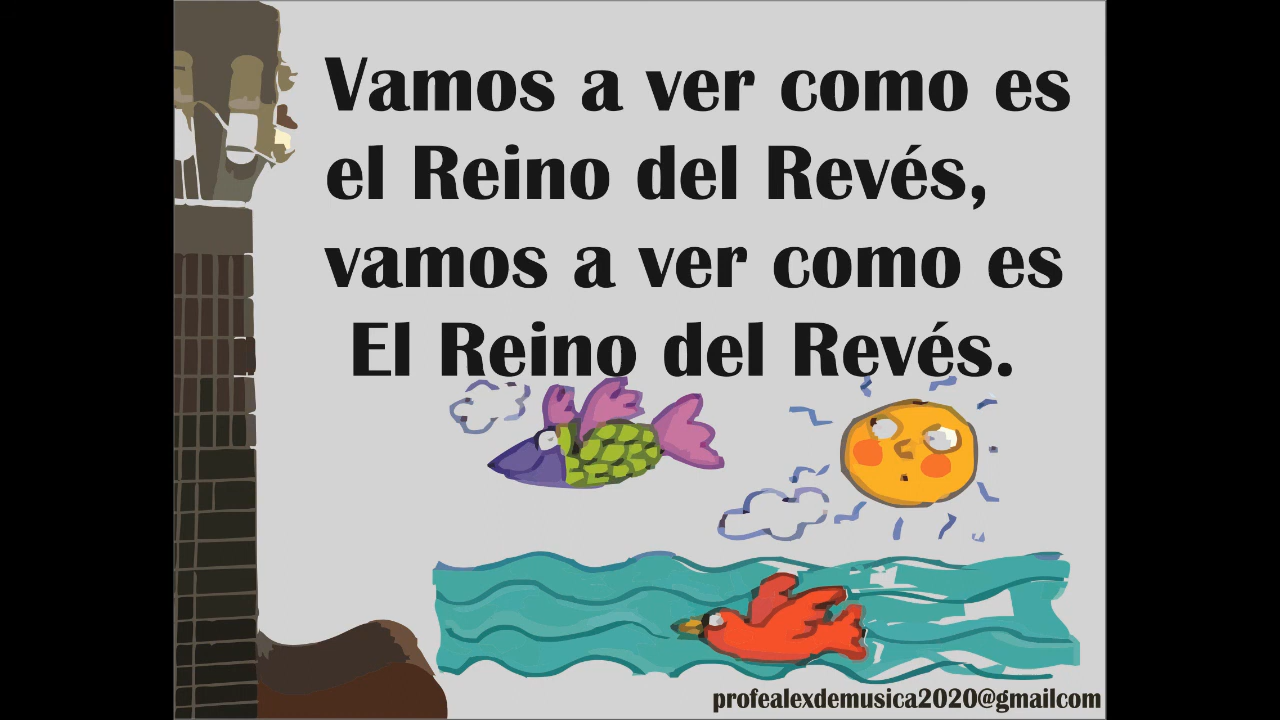 Vamos a ver como es
el Reino del Revés,
vamos a ver como es
El Reino del Revés.
profealexdemusica2020@gmailcom